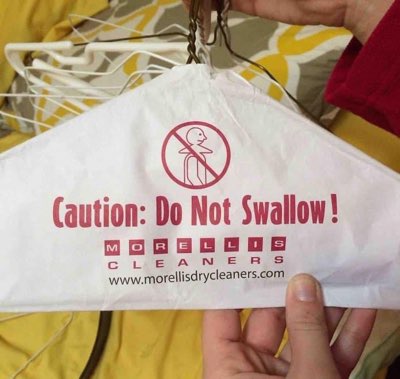 Caution: Do Not Swallow!
MORELLIS
CLEANERS
www.morellisdrycleaners.com